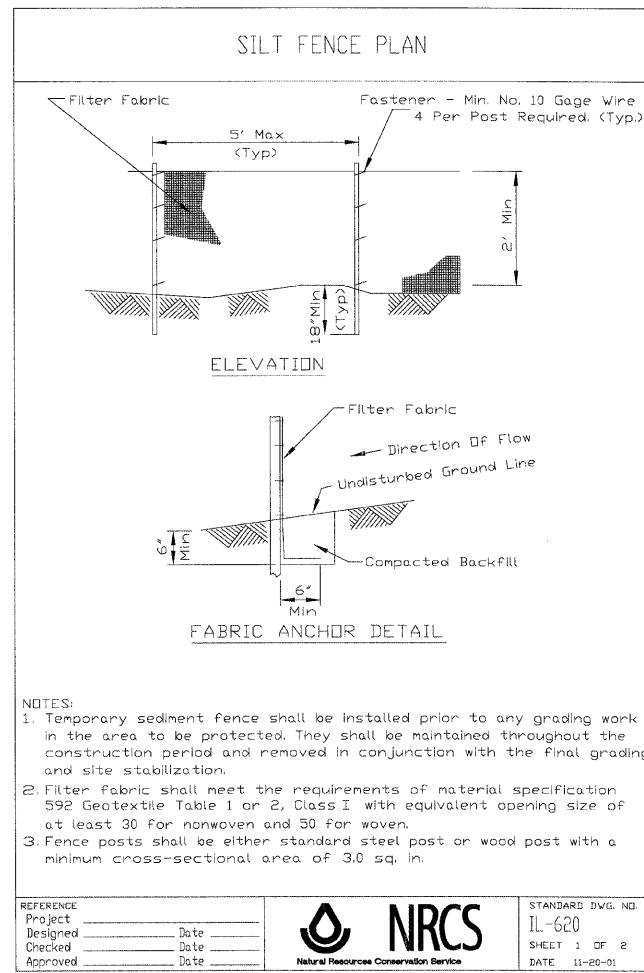 SILT FENCE PLAN
Filter Fabric
Fastener - Min. No. 10 Gage Wire
4 Per Post Required. (Typ.)
5' Max
(Typ)
2' Min
18" Min
(Typ)
ELEVATION
Filter Fabric
Direction Of Flow
Undisturbed Ground Line
6"
Min
Compacted Backfill
6"
Min
FABRIC ANCHOR DETAIL
NOTES:
1. Temporary sediment fence shall be installed prior to any grading work
in the area to be protected. They shall be maintained throughout the
construction period and removed in conjunction with the final grading
and site stabilization.
2. Filter fabric shall meet the requirements of material specification
592 Geotextile Table 1 or 2, Class I with equivalent opening size of
at least 30 for nonwoven and 50 for woven.
3. Fence posts shall be either standard steel post or wood post with a
minimum cross-sectional area of 3.0 sq. in.
REFERENCE
Project
Designed Date
Checked Date
Approved Date
NRCS
Natural Resources Conservation Service
STANDARD DWG. NO.
IL-620
SHEET 1 OF 2
DATE 11-20-01